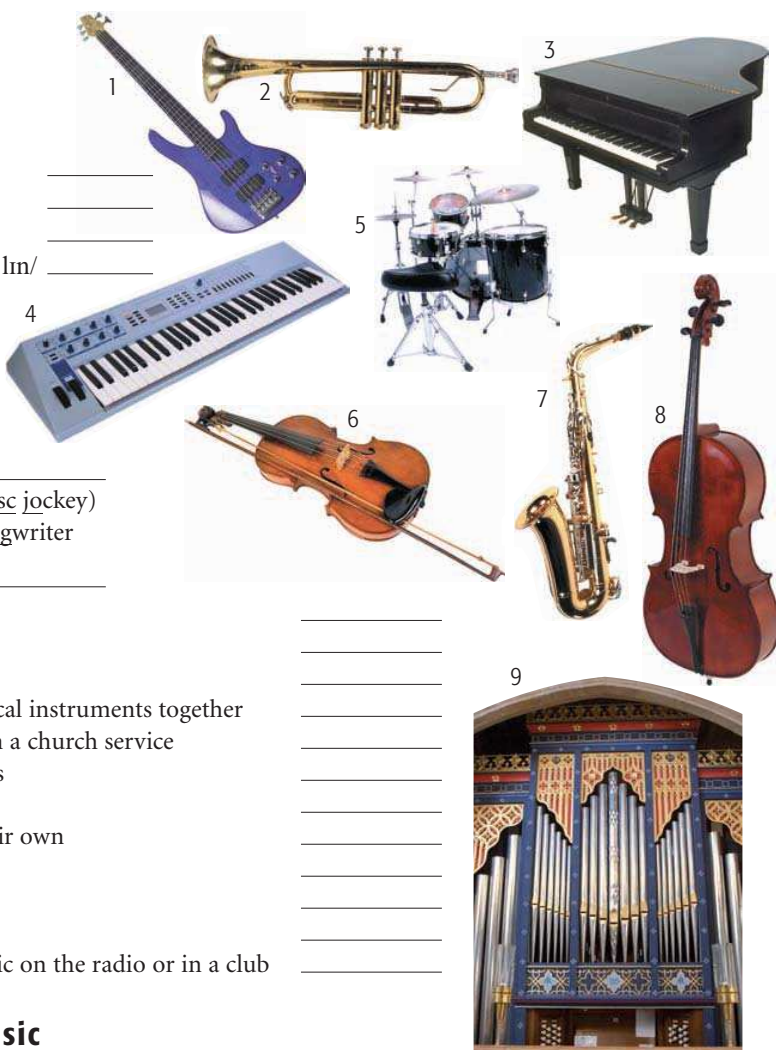 1
2
3
4
5
6
7
8
9
lɪn/
sc jockey)
gwriter
cal instruments together
n a church service
s
ir own
ic on the radio or in a club
sic